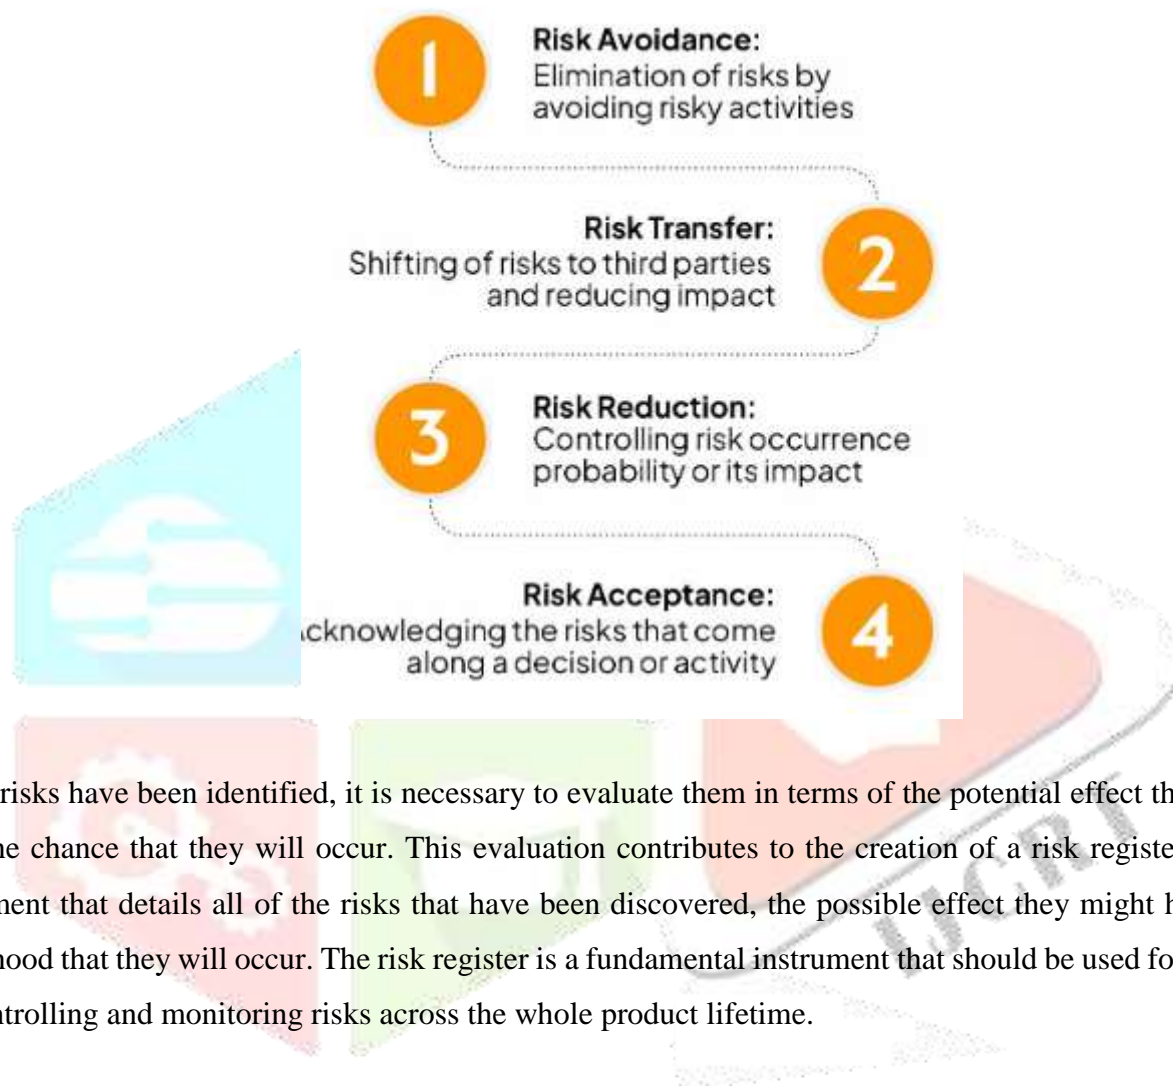 1
Risk Avoidance:
Elimination of risks by
avoiding risky activities
Risk Transfer:
Shifting of risks to third parties
and reducing impact
2
3
Risk Reduction:
Controlling risk occurrence
probability or its impact
Risk Acceptance:
cknowledging the risks that come
along a decision or activity
4
risks have been identified, it is necessary to evaluate them in terms of the potential effect th
he chance that they will occur. This evaluation contributes to the creation of a risk registe
ment that details all of the risks that have been discovered, the possible effect they might h
hood that they will occur. The risk register is a fundamental instrument that should be used fo
ntrolling and monitoring risks across the whole product lifetime.
IJCRT